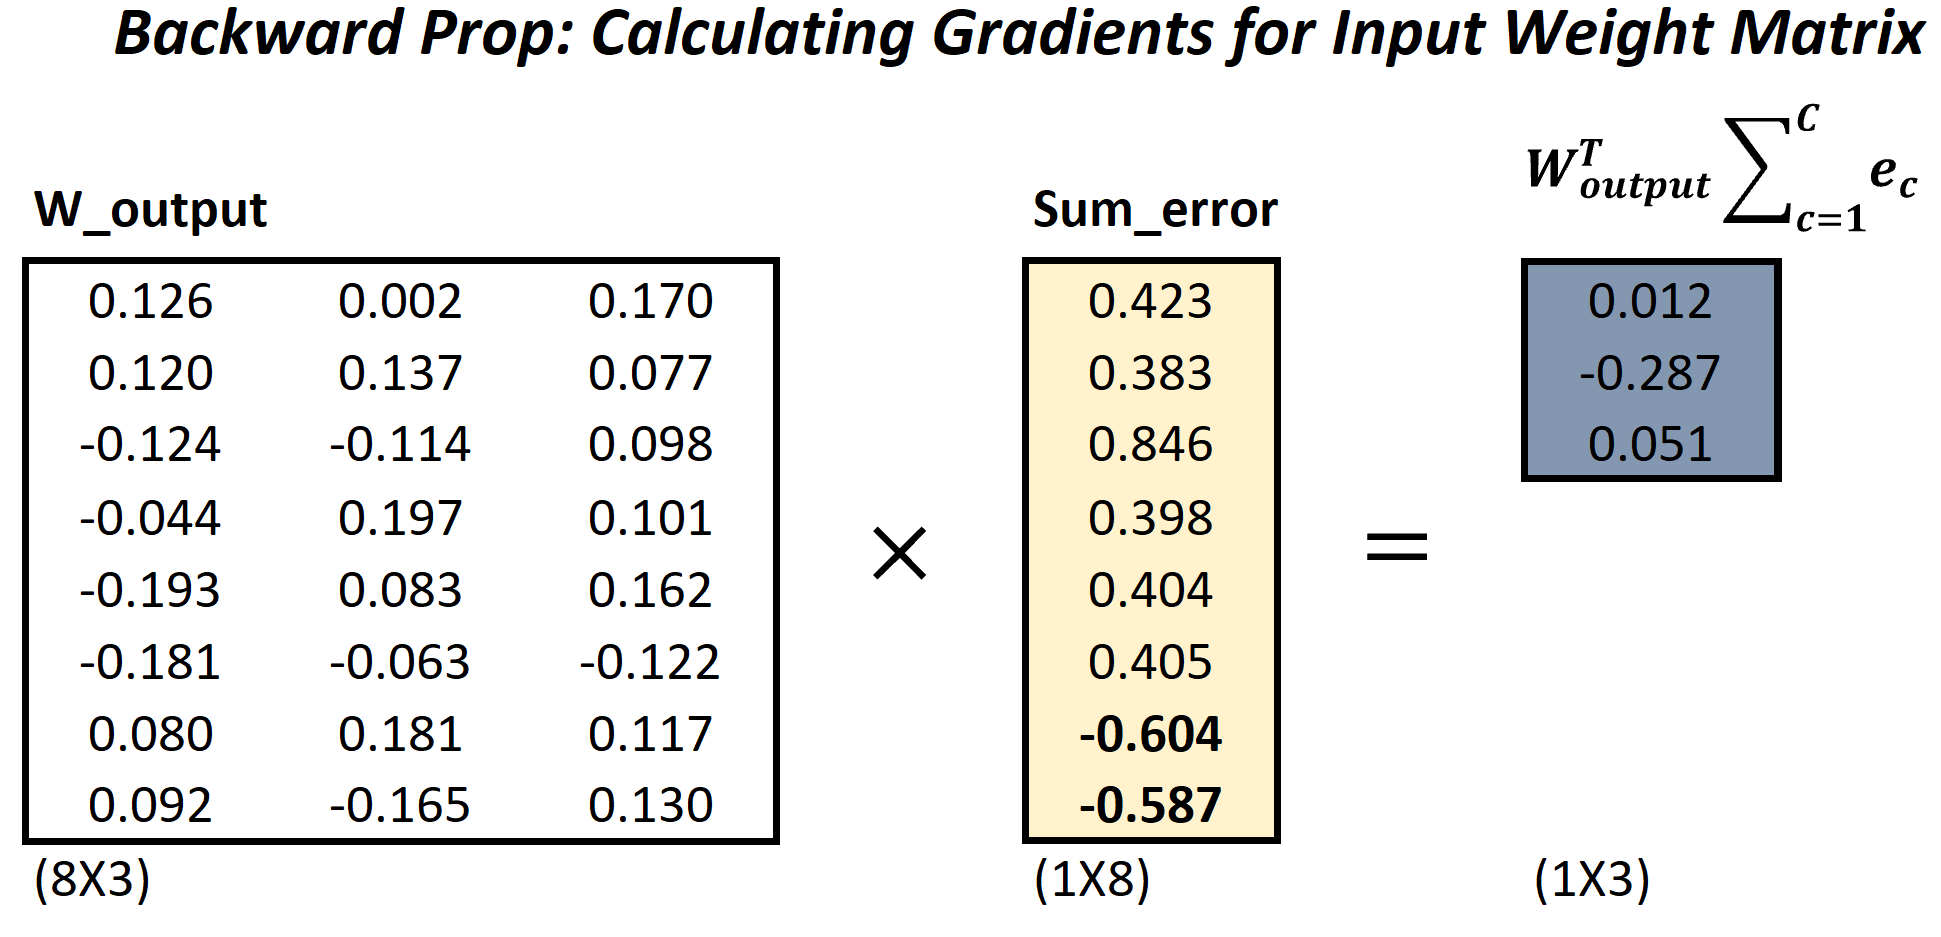 Backward Prop: Calculating Gradients for Input Weight Matrix
W_output
0.126 0.002 0.170
0.120 0.137 0.077
-0.124 -0.114 0.098
-0.044 0.197 0.101
-0.193 0.083 0.162
-0.181 -0.063 -0.122
0.080 0.181 0.117
0.092 -0.165 0.130
(8X3)
×
Sum_error
0.423
0.383
0.846
0.398
0.404
0.405
-0.604
-0.587
(1X8)
=
W^T_output ∑^C_c=1 e_c
0.012
-0.287
0.051
(1X3)